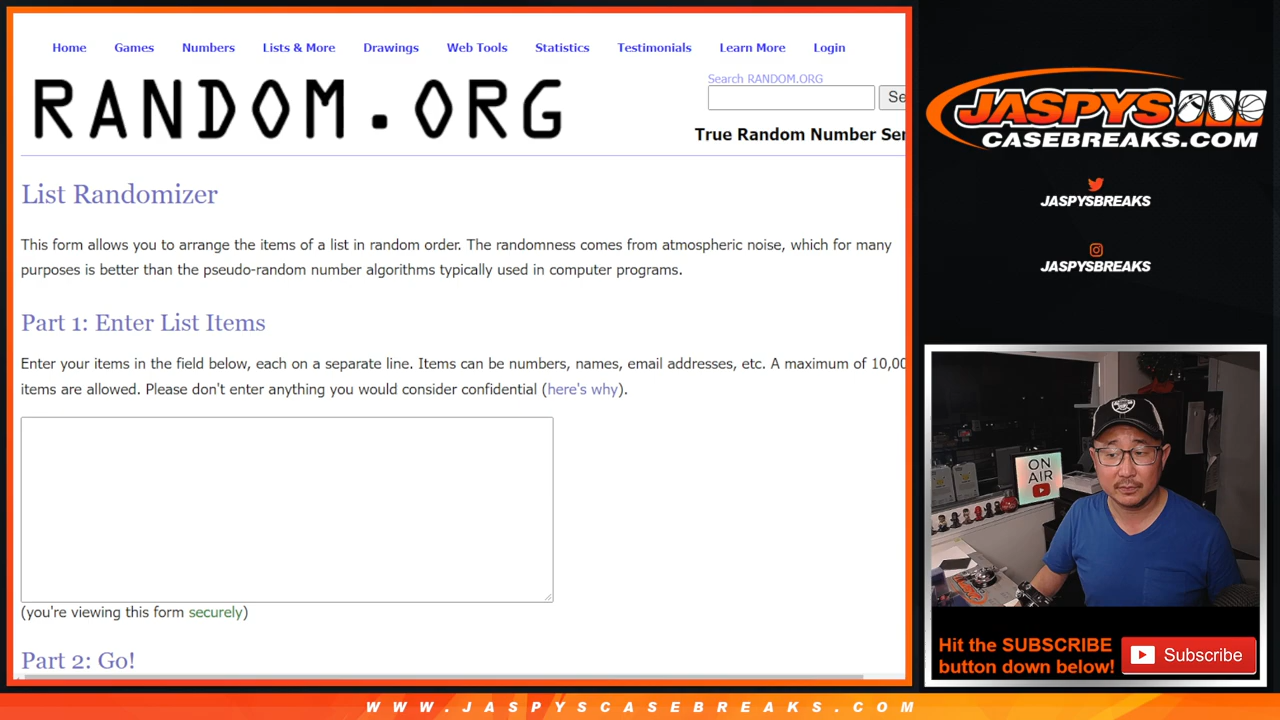 Home Games Numbers Lists & More Drawings Web Tools Statistics Testimonials Learn More Login
RANDOM.ORG
Search RANDOM.ORG
Se
True Random Number Ser
List Randomizer
This form allows you to arrange the items of a list in random order. The randomness comes from atmospheric noise, which for many
purposes is better than the pseudo-random number algorithms typically used in computer programs.
Part 1: Enter List Items
Enter your items in the field below, each on a separate line. Items can be numbers, names, email addresses, etc. A maximum of 10,00
items are allowed. Please don't enter anything you would consider confidential (here's why).
(you're viewing this form securely)
Part 2: Go!
JASPYS
CASEBREAKS.COM
JASPYSBREAKS
JASPYSBREAKS
ON
AIR
Hit the SUBSCRIBE
button down below!
Subscribe
WWW.JASPYSCASEBREAKS.COM